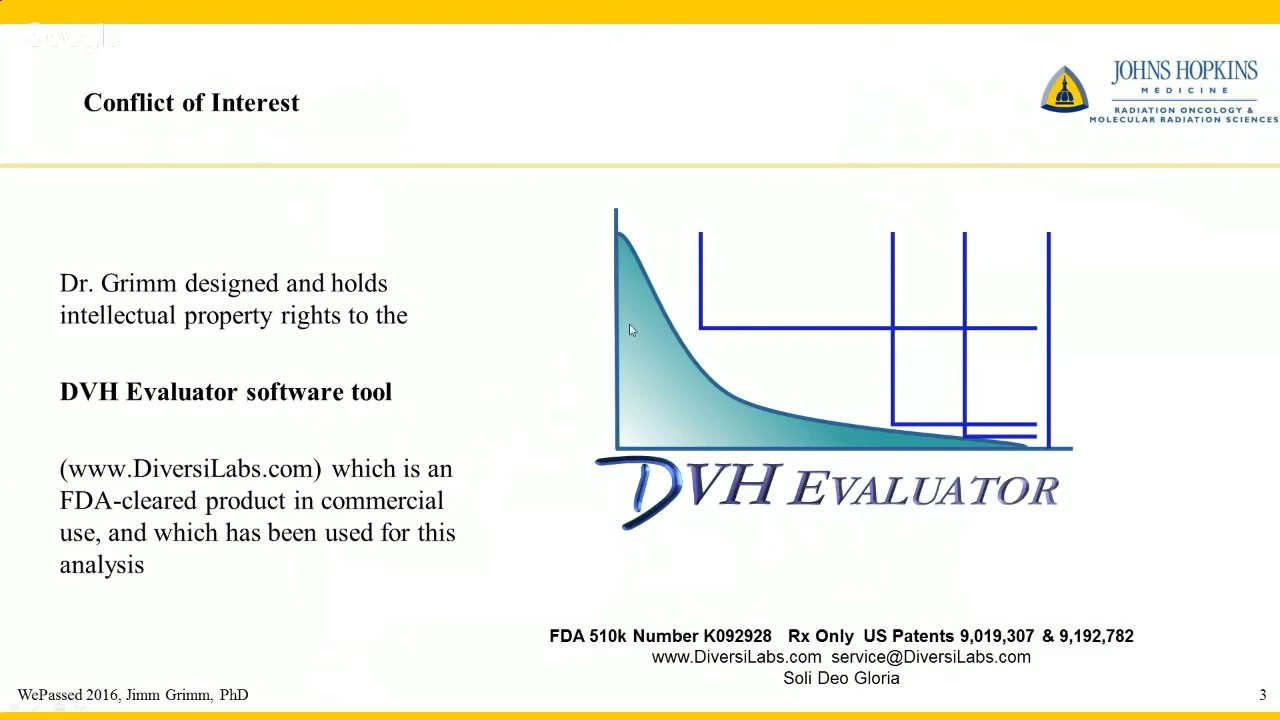 Google
Conflict of Interest
JOHNS HOPKINS
MEDICINE
RADIATION ONCOLOGY &
MOLECULAR RADIATION SCIENCES
Dr. Grimm designed and holds
intellectual property rights to the
DVH Evaluator software tool
(www.DiversiLabs.com) which is an
FDA-cleared product in commercial
use, and which has been used for this
analysis
DVH EVALUATOR
FDA 510k Number K092928 Rx Only US Patents 9,019,307 & 9,192,782
www.DiversiLabs.com service@DiversiLabs.com
Soli Deo Gloria
WePassed 2016, Jimm Grimm, PhD
3